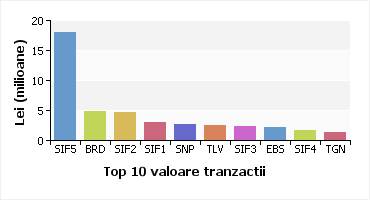 Lei (milioane)
20
15
10
5
0
SIF5 BRD SIF2 SIF1 SNP TLV SIF3 EBS SIF4 TGN
Top 10 valoare tranzactii